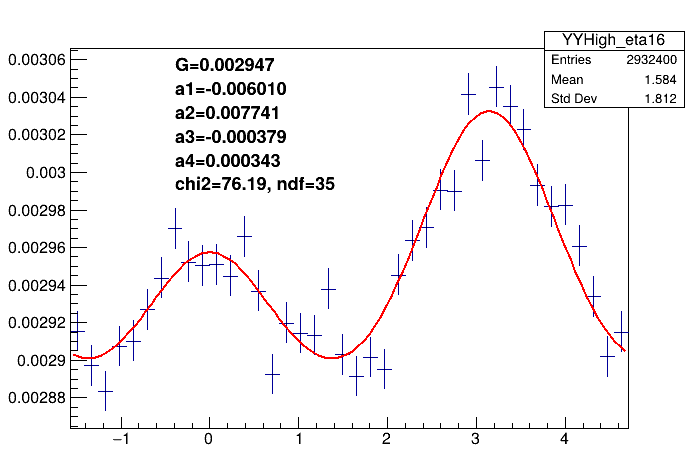 YYHigh_eta16
Entries 2932400
Mean 1.584
Std Dev 1.812
G=0.002947
a1=-0.006010
a2=0.007741
a3=-0.000379
a4=0.000343
chi2=76.19, ndf=35
0.00306
0.00304
0.00302
0.003
0.00298
0.00296
0.00294
0.00292
0.0029
0.00288
−1 0 1 2 3 4